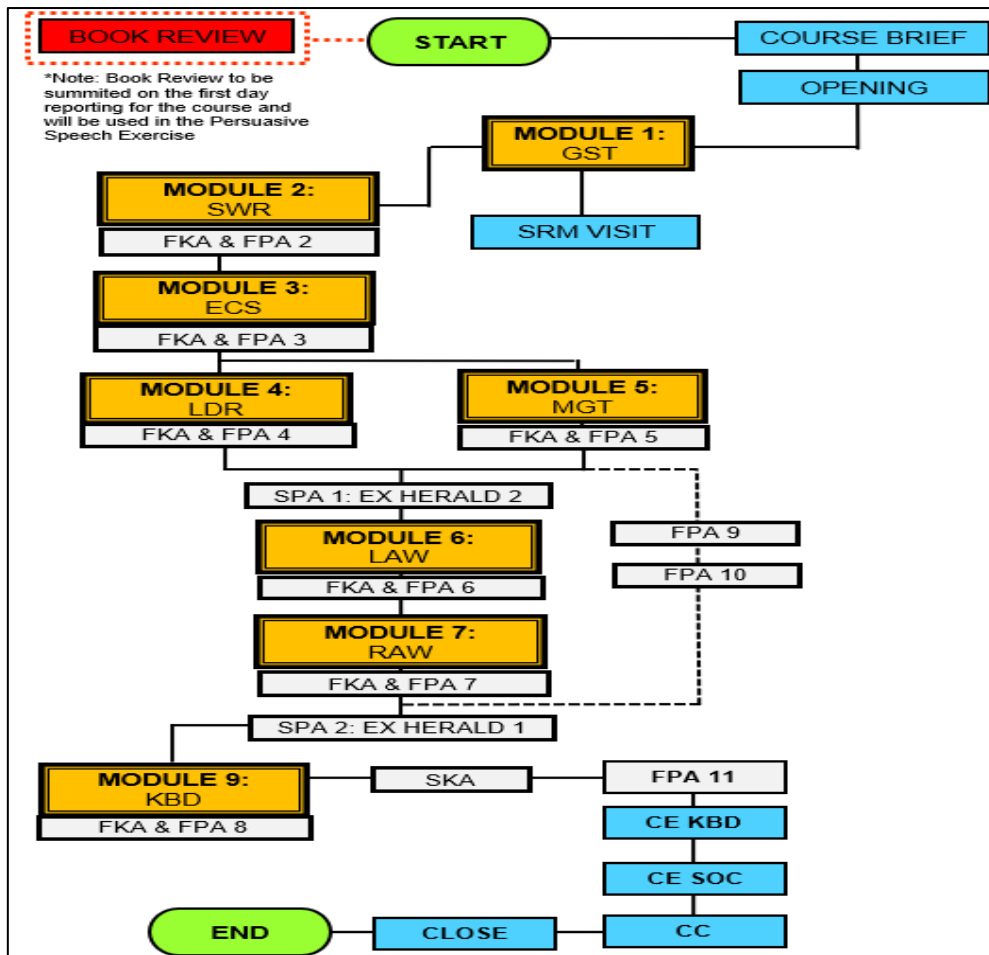 BOOK REVIEW
START
COURSE BRIEF
*Note: Book Review to be
summited on the first day
reporting for the course and
will be used in the Persuasive
Speech Exercise
OPENING
MODULE 1:
GST
MODULE 2:
SWR
FKA & FPA 2
SRM VISIT
MODULE 3:
ECS
FKA & FPA 3
MODULE 4:
LDR
FKA & FPA 4
MODULE 5:
MGT
FKA & FPA 5
SPA 1: EX HERALD 2
MODULE 6:
LAW
FKA & FPA 6
FPA 9
FPA 10
MODULE 7:
RAW
FKA & FPA 7
SPA 2: EX HERALD 1
MODULE 9:
KBD
FKA & FPA 8
SKA
FPA 11
CE KBD
CE SOC
CC
CLOSE
END